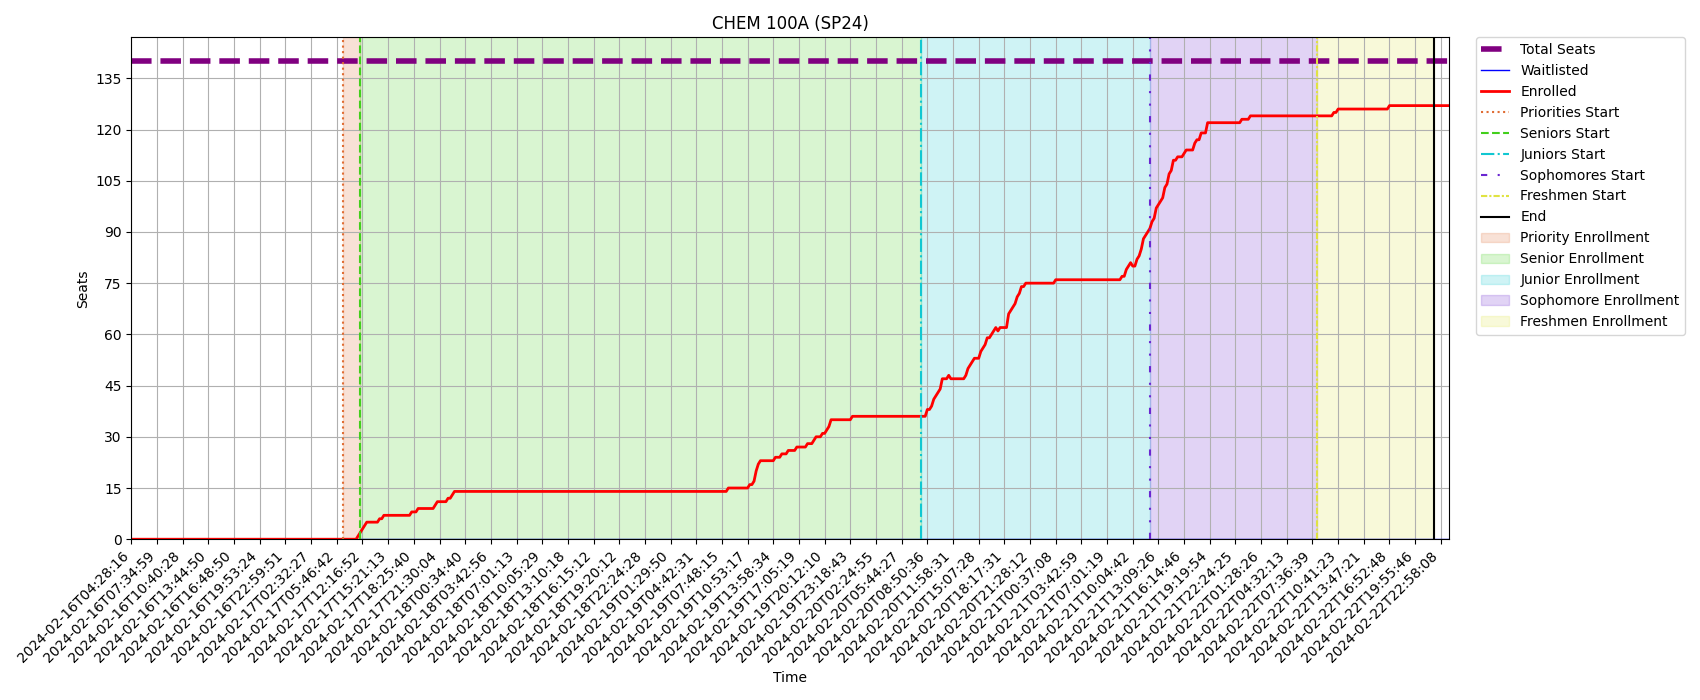 CHEM 100A (SP24)
Seats
135
120
105
90
75
60
45
30
15
0
2024-02-16T04:28:16
2024-02-16T07:34:59
2024-02-16T10:40:28
2024-02-16T13:44:50
2024-02-16T16:48:50
2024-02-16T19:53:24
2024-02-16T22:59:51
2024-02-17T02:32:27
2024-02-17T05:46:42
2024-02-17T12:16:52
2024-02-17T15:21:13
2024-02-17T18:25:40
2024-02-17T21:30:04
2024-02-18T00:34:40
2024-02-18T03:42:56
2024-02-18T07:01:13
2024-02-18T10:05:29
2024-02-18T13:10:18
2024-02-18T16:15:12
2024-02-18T19:20:12
2024-02-18T22:24:28
2024-02-19T01:29:50
2024-02-19T04:42:31
2024-02-19T07:48:15
2024-02-19T10:53:17
2024-02-19T13:58:34
2024-02-19T17:05:19
2024-02-19T20:12:10
2024-02-19T23:18:43
2024-02-20T02:24:55
2024-02-20T05:44:27
2024-02-20T08:50:36
2024-02-20T11:58:31
2024-02-20T15:07:28
2024-02-20T18:17:31
2024-02-20T21:28:12
2024-02-21T00:37:08
2024-02-21T03:42:59
2024-02-21T07:01:19
2024-02-21T10:04:42
2024-02-21T13:09:26
2024-02-21T16:14:46
2024-02-21T19:19:54
2024-02-21T22:24:25
2024-02-22T01:28:26
2024-02-22T04:32:13
2024-02-22T07:36:39
2024-02-22T10:41:23
2024-02-22T13:47:21
2024-02-22T16:52:48
2024-02-22T19:55:46
2024-02-22T22:58:08
Time
Total Seats
Waitlisted
Enrolled
Priorities Start
Seniors Start
Juniors Start
Sophomores Start
Freshmen Start
End
Priority Enrollment
Senior Enrollment
Junior Enrollment
Sophomore Enrollment
Freshmen Enrollment